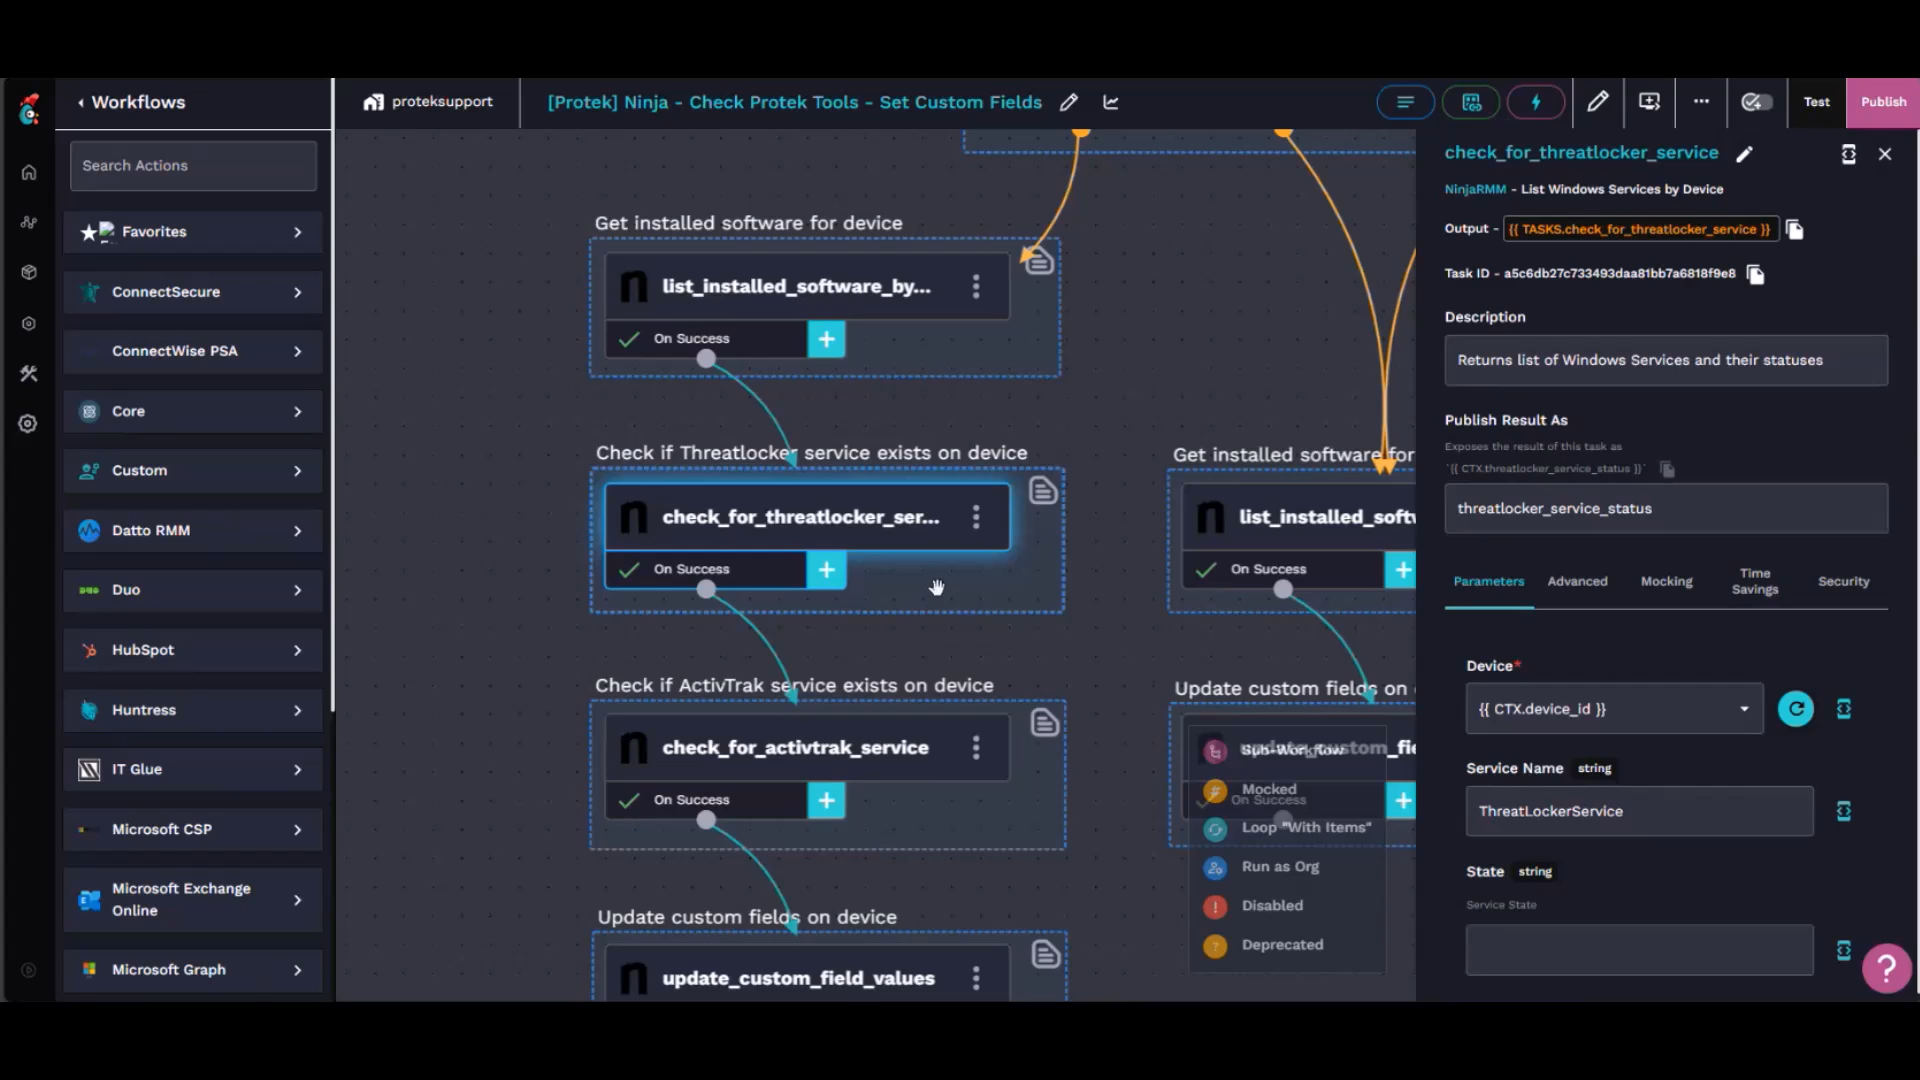 Workflows
proteksupport
[Protek] Ninja - Check Protek Tools - Set Custom Fields
Test
Publish
Search Actions
Favorites
ConnectSecure
ConnectWise PSA
Core
Custom
Datto RMM
Duo
HubSpot
Huntress
IT Glue
Microsoft CSP
Microsoft Exchange
Online
Microsoft Graph
Get installed software for device
list_installed_software_by...
On Success
Check if Threatlocker service exists on device
check_for_threatlocker_ser...
On Success
Check if ActivTrak service exists on device
check_for_activtrak_service
On Success
Update custom fields on device
update_custom_field_values
Get installed software for
list_installed_softw
On Success
Update custom fields on
update_custom_fie
On Success
Sub-Workflow
Mocked
Loop "With Items"
Run as Org
Disabled
Deprecated
check_for_threatlocker_service
NinjaRMM - List Windows Services by Device
Output - {{ TASKS.check_for_threatlocker_service }}
Task ID - a5c6db27c733493daa81bb7a6818f9e8
Description
Returns list of Windows Services and their statuses
Publish Result As
Exposes the result of this task as
`{{ CTX.threatlocker_service_status }}`
threatlocker_service_status
Parameters
Advanced
Mocking
Time
Savings
Security
Device*
{{ CTX.device_id }}
Service Name string
ThreatLockerService
State string
Service State
?